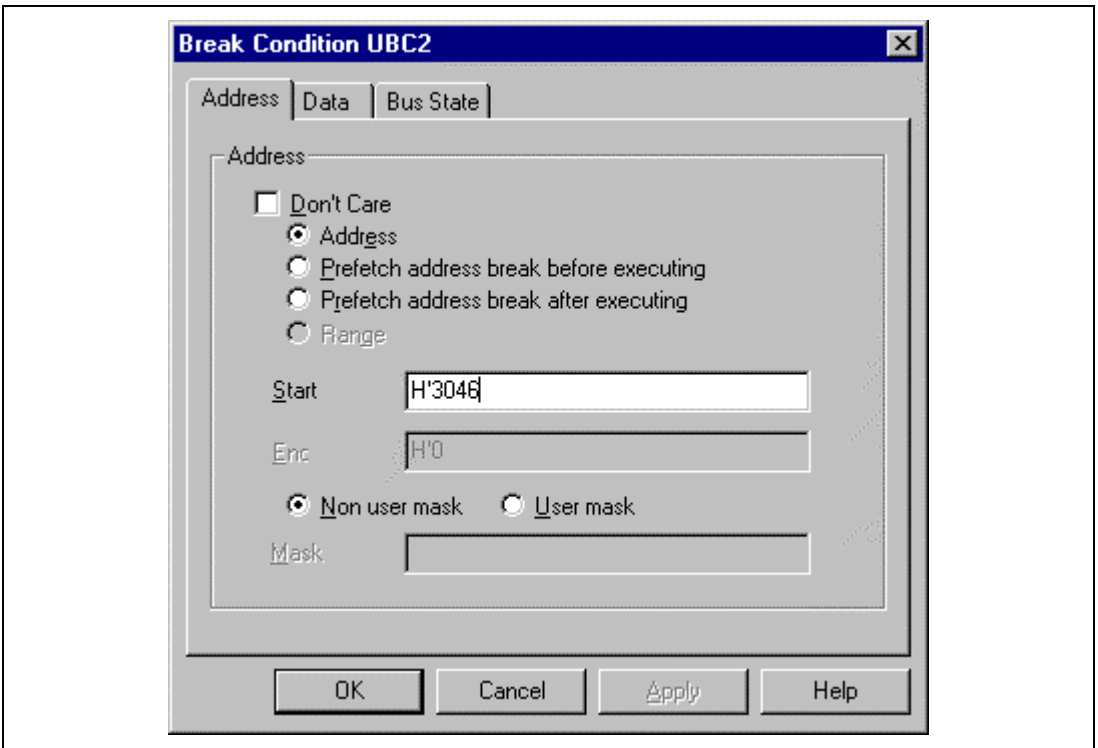 Break Condition UBC2
Address Data Bus State
Address
Don't Care
Address
Prefetch address break before executing
Prefetch address break after executing
Range
Start H'3046
Enc H'0
Non user mask User mask
Mask
OK Cancel Apply Help